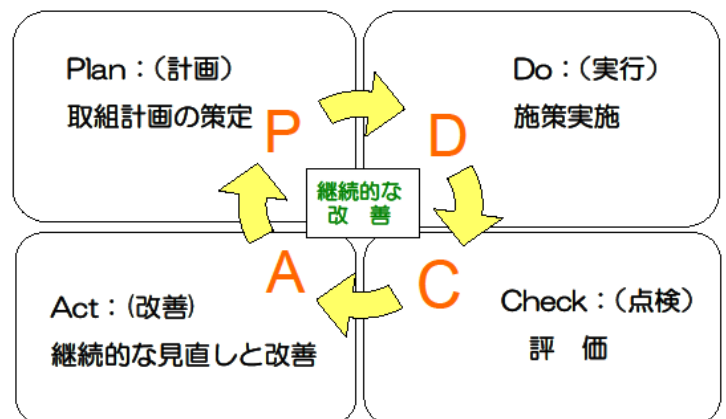 Plan：（計画）
取組計画の策定
P
Do：（実行）
施策実施
D
継続的な
改　善
Act：(改善)
継続的な見直しと改善
A
Check：（点検）
評　価
C